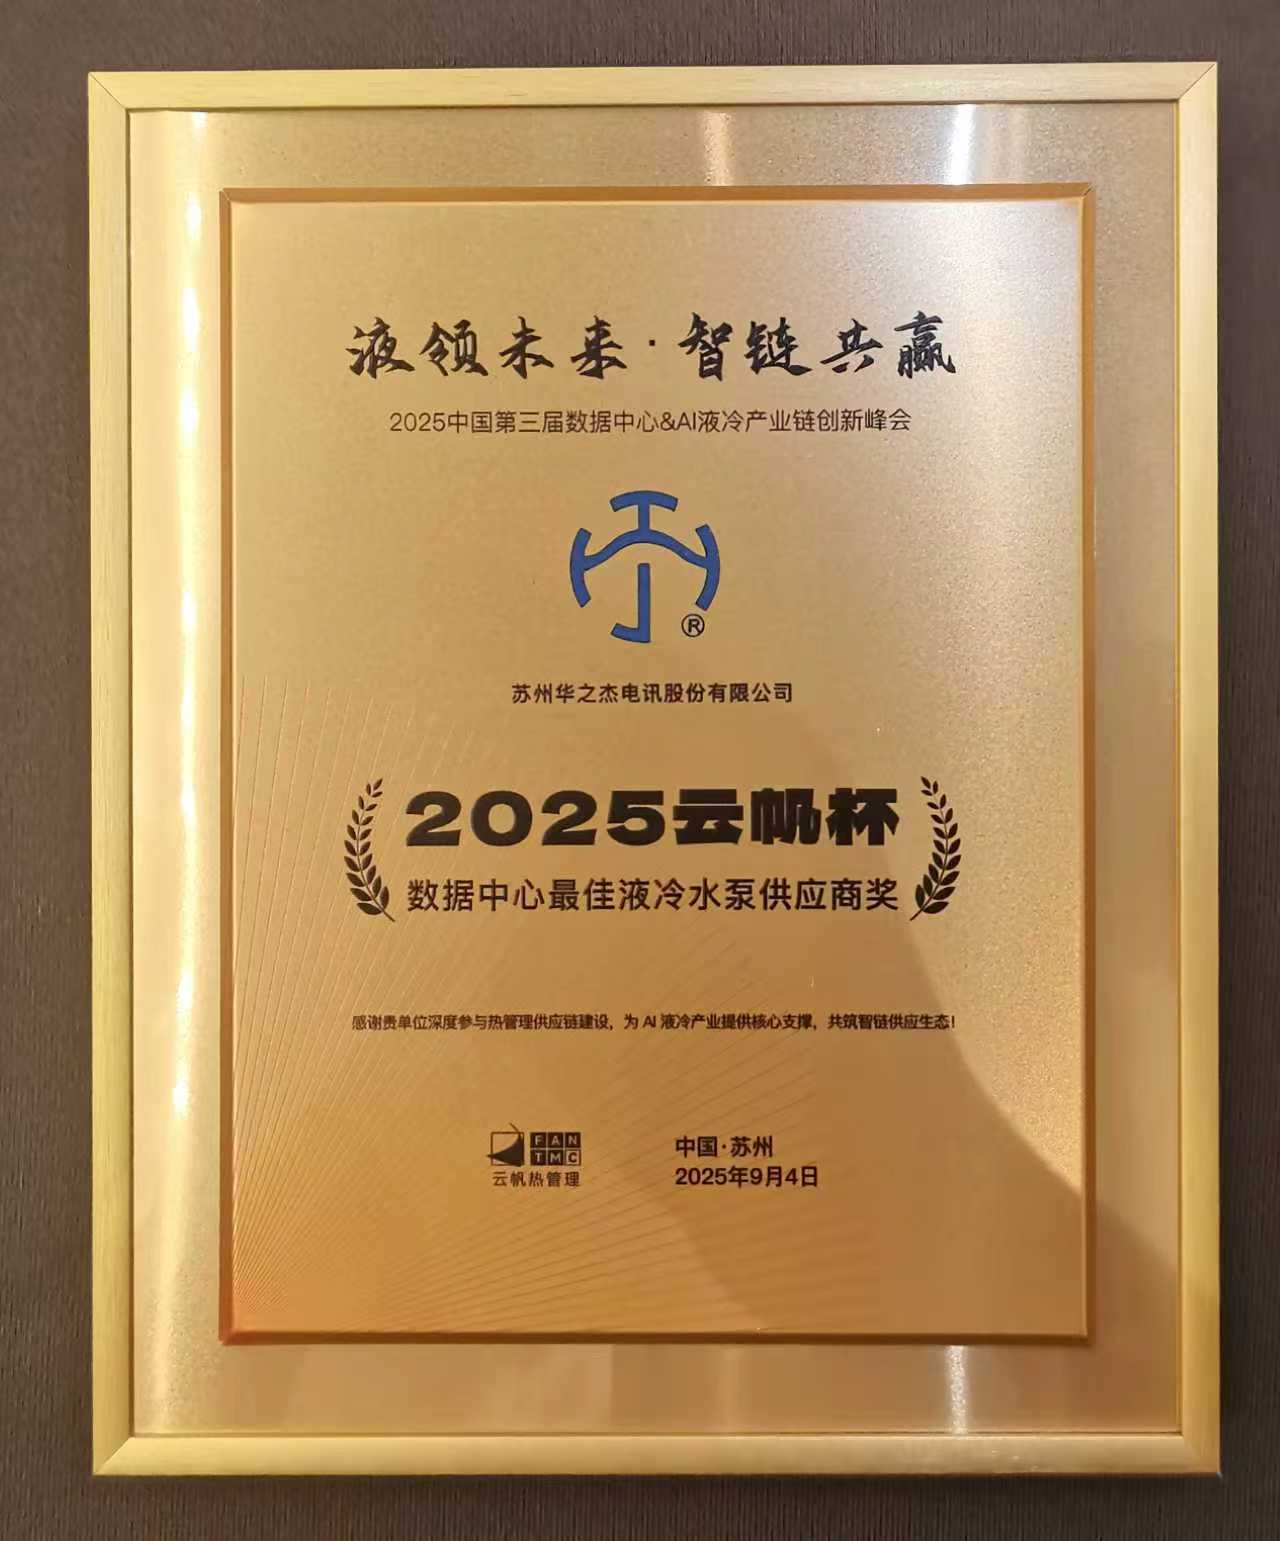 液领未来·智链共赢
2025中国第三届数据中心&AI液冷产业链创新峰会
®
苏州华之杰电讯股份有限公司
2025云帆杯
数据中心最佳液冷水泵供应商奖
感谢贵单位深度参与热管理供应链建设，为 AI 液冷产业提供核心支撑，共筑智链供应生态！
FAN
TMC
云帆热管理
中国·苏州
2025年9月4日